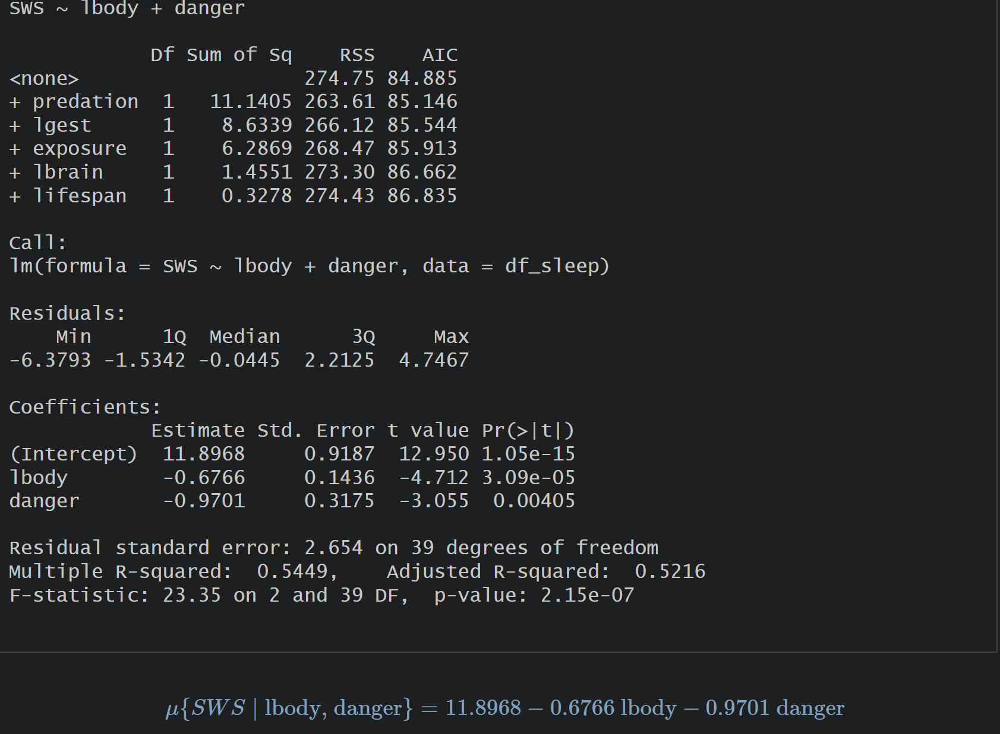 SWS ~ lbody + danger
Df Sum of Sq RSS AIC
<none> 274.75 84.885
+ predation 1 11.1405 263.61 85.146
+ lgest 1 8.6339 266.12 85.544
+ exposure 1 6.2869 268.47 85.913
+ lbrain 1 1.4551 273.30 86.662
+ lifespan 1 0.3278 274.43 86.835
Call:
lm(formula = SWS ~ lbody + danger, data = df_sleep)
Residuals:
Min 1Q Median 3Q Max
-6.3793 -1.5342 -0.0445 2.2125 4.7467
Coefficients:
Estimate Std. Error t value Pr(>|t|)
(Intercept) 11.8968 0.9187 12.950 1.05e-15
lbody -0.6766 0.1436 -4.712 3.09e-05
danger -0.9701 0.3175 -3.055 0.00405
Residual standard error: 2.654 on 39 degrees of freedom
Multiple R-squared: 0.5449, Adjusted R-squared: 0.5216
F-statistic: 23.35 on 2 and 39 DF, p-value: 2.15e-07
μ{SWS | lbody, danger} = 11.8968 − 0.6766 lbody − 0.9701 danger